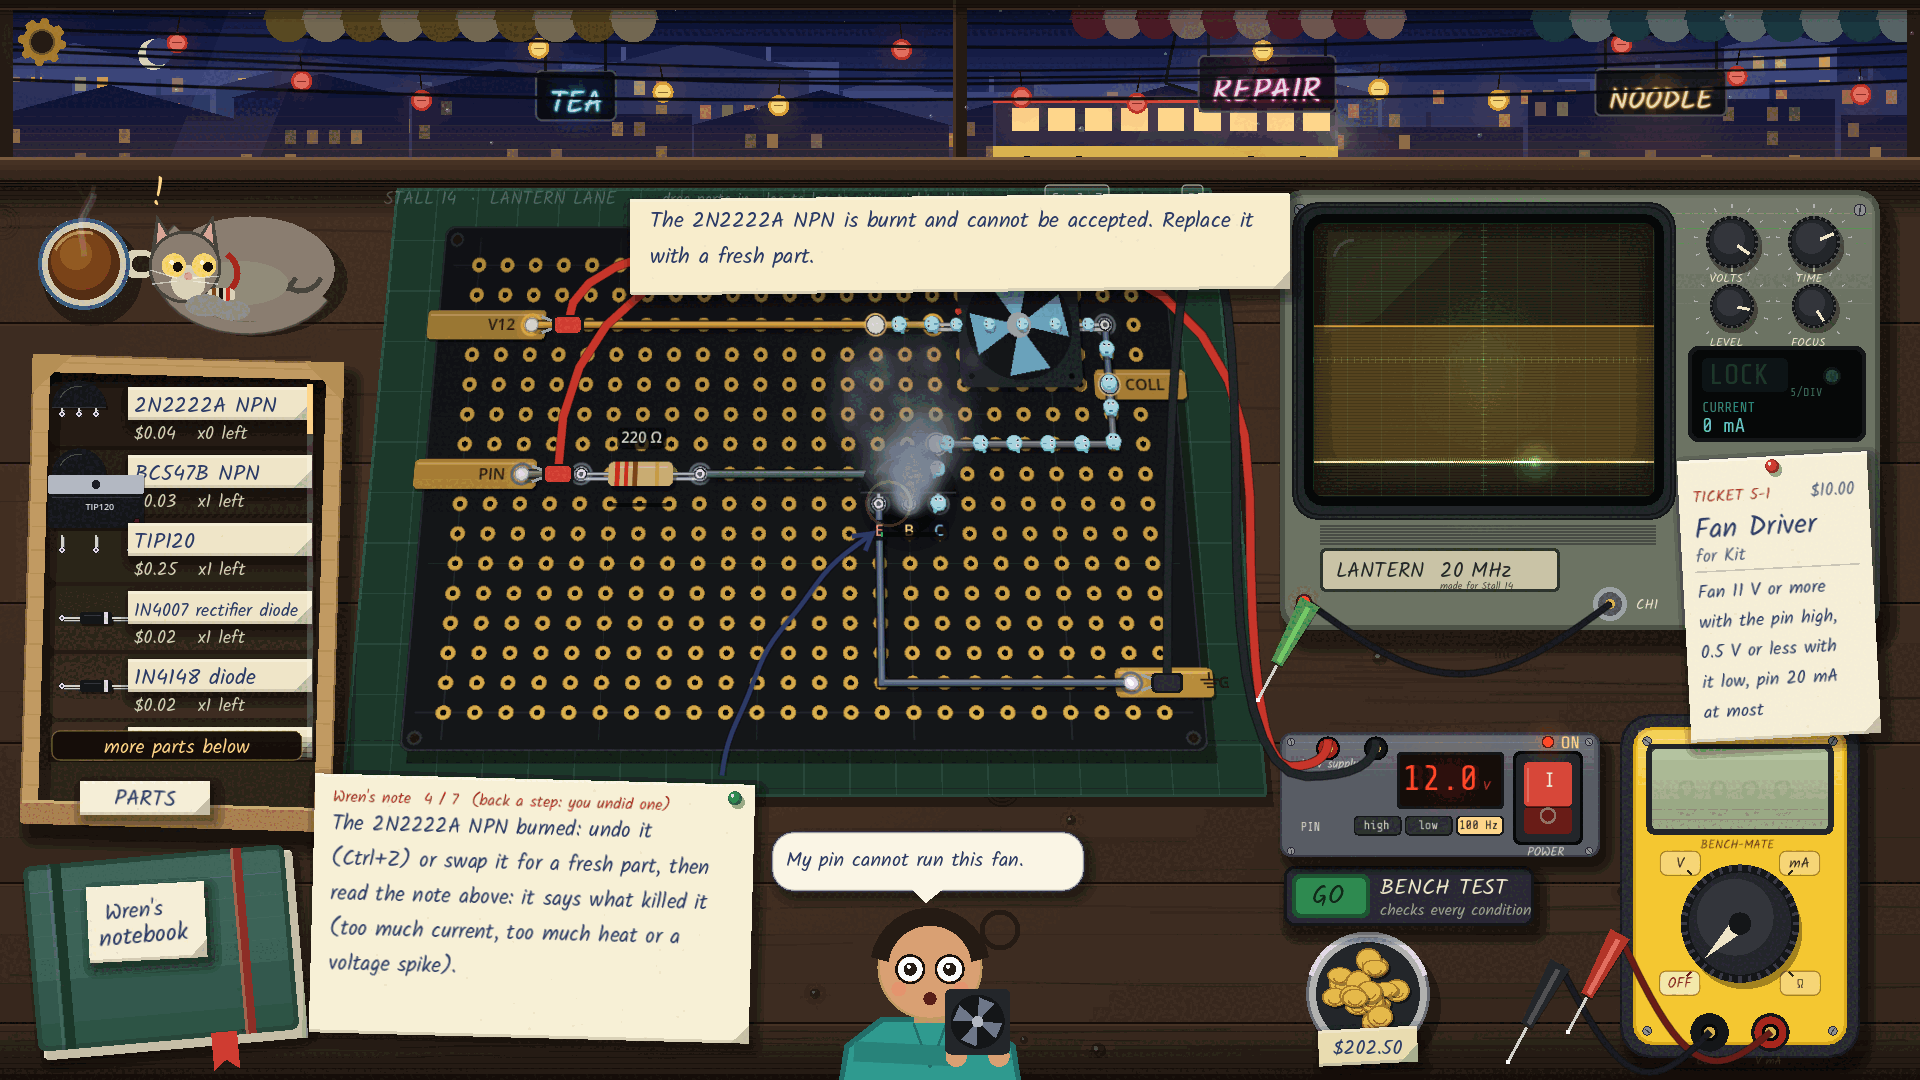 TEA
REPAIR
NOODLE
STALL 14 · LANTERN LANE
The 2N2222A NPN is burnt and cannot be accepted. Replace it
with a fresh part.
V12
COLL
220 Ω
PIN
E B C
G
2N2222A NPN
$0.04 x0 left
BC547B NPN
0.03 x1 left
TIP120
TIP120
$0.25 x1 left
1N4007 rectifier diode
$0.02 x1 left
1N4148 diode
$0.02 x1 left
more parts below
PARTS
Wren's
notebook
Wren's note 4 / 7 (back a step: you undid one)
The 2N2222A NPN burned: undo it
(Ctrl+Z) or swap it for a fresh part, then
read the note above: it says what killed it
(too much current, too much heat or a
voltage spike).
My pin cannot run this fan.
VOLTS
TIME
LEVEL
FOCUS
LOCK
S/DIV
CURRENT
0 mA
LANTERN 20 MHz
made for Stall 14
CH1
TICKET 5-1 $10.00
Fan Driver
for Kit
Fan 11 V or more
with the pin high,
0.5 V or less with
it low, pin 20 mA
at most
supply
12.0 V
ON
I
PIN
high
low
100 Hz
POWER
GO
BENCH TEST
checks every condition
$202.50
BENCH-MATE
V
mA
OFF
Ω